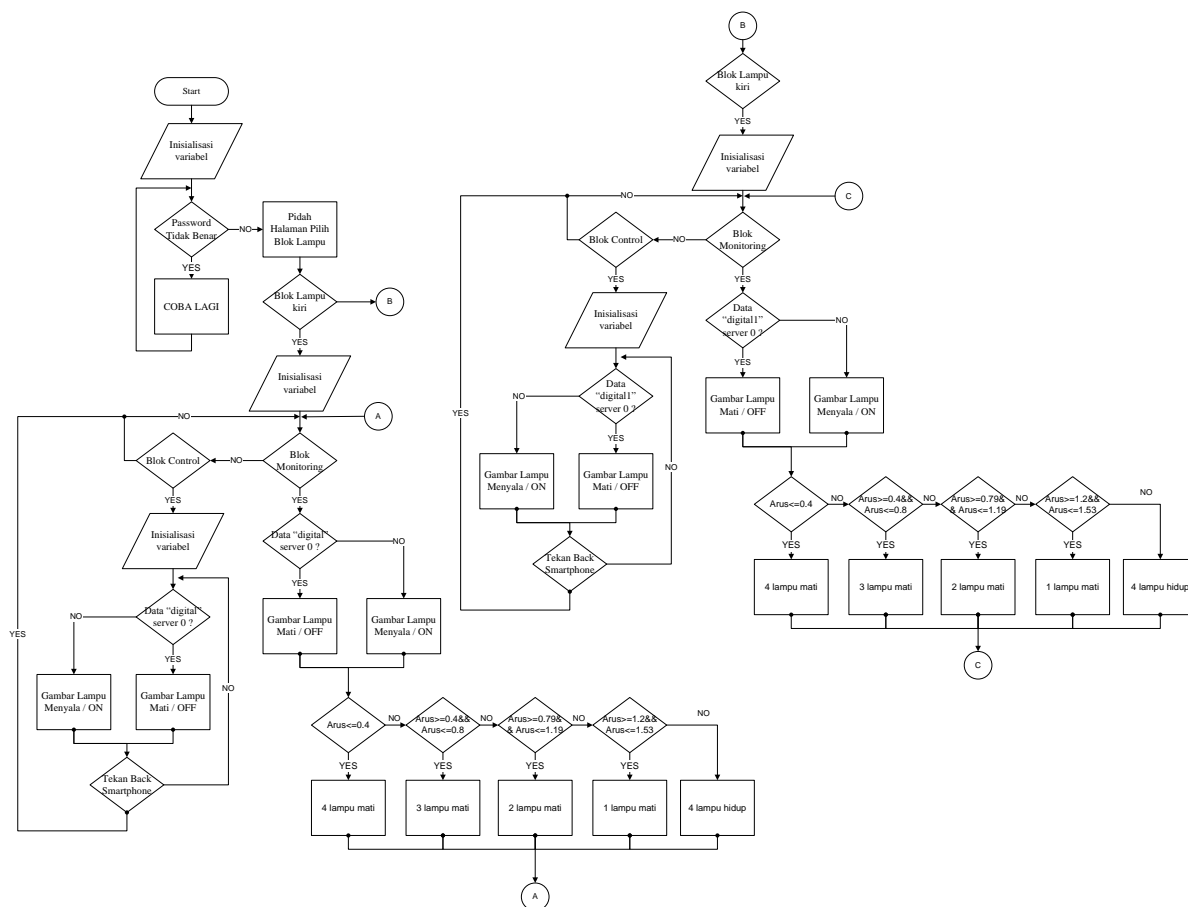 Start
Inisialisasi
variabel
Password
Tidak Benar
NO
Pidah
Halaman Pilih
Blok Lampu
YES
COBA LAGI
Blok Lampu
kiri
B
YES
Inisialisasi
variabel
NO
A
Blok Control
NO
Blok
Monitoring
YES
YES
Inisialisasi
variabel
Data “digital”
server 0 ?
NO
YES
Data “digital”
server 0 ?
NO
YES
YES
Gambar Lampu
Mati / OFF
Gambar Lampu
Menyala / ON
Gambar Lampu
Menyala / ON
Gambar Lampu
Mati / OFF
NO
Tekan Back
Smartphone
Arus<=0.4
NO
Arus>=0.4&&
Arus<=0.8
NO
Arus>=0.79&
& Arus<=1.19
NO
Arus>=1.2&&
Arus<=1.53
NO
YES
YES
YES
YES
4 lampu mati
3 lampu mati
2 lampu mati
1 lampu mati
4 lampu hidup
A
B
Blok Lampu
kiri
YES
Inisialisasi
variabel
NO
C
Blok Control
NO
Blok
Monitoring
YES
YES
Inisialisasi
variabel
Data
“digital1”
server 0 ?
NO
YES
YES
Data
“digital1”
server 0 ?
NO
YES
Gambar Lampu
Mati / OFF
Gambar Lampu
Menyala / ON
Gambar Lampu
Menyala / ON
Gambar Lampu
Mati / OFF
NO
Tekan Back
Smartphone
Arus<=0.4
NO
Arus>=0.4&&
Arus<=0.8
NO
Arus>=0.79&
& Arus<=1.19
NO
Arus>=1.2&&
Arus<=1.53
NO
YES
YES
YES
YES
4 lampu mati
3 lampu mati
2 lampu mati
1 lampu mati
4 lampu hidup
C